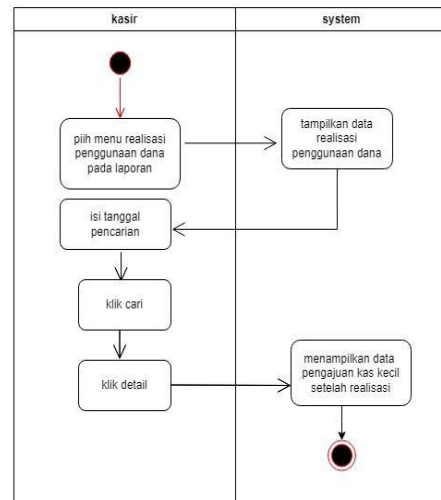 kasir
system
piih menu realisasi
penggunaan dana
pada laporan
tampilkan data
realisasi
penggunaan dana
isi tanggal
pencarian
klik cari
klik detail
menampilkan data
pengajuan kas kecil
setelah realisasi